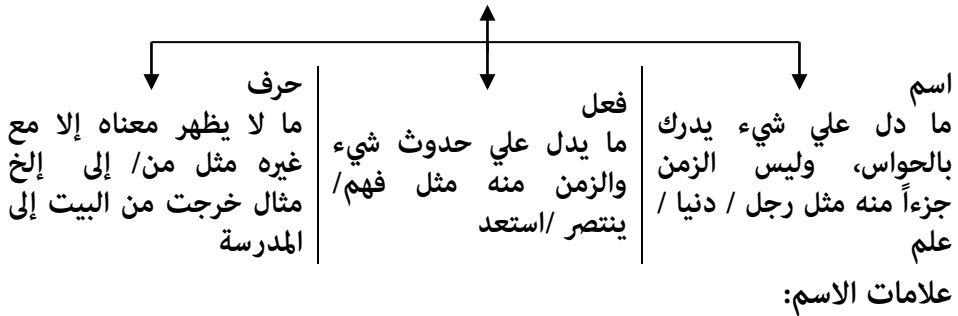 اسم
ما دل علي شيء يدرك
بالحواس، وليس الزمن
جزءاً منه مثل رجل / دنيا /
علم
فعل
ما يدل علي حدوث شيء
والزمن منه مثل فهم/
ينتصر /استعد
حرف
ما لا يظهر معناه إلا مع
غيره مثل من/ إلى إلخ
مثال خرجت من البيت إلى
المدرسة
علامات الاسم: